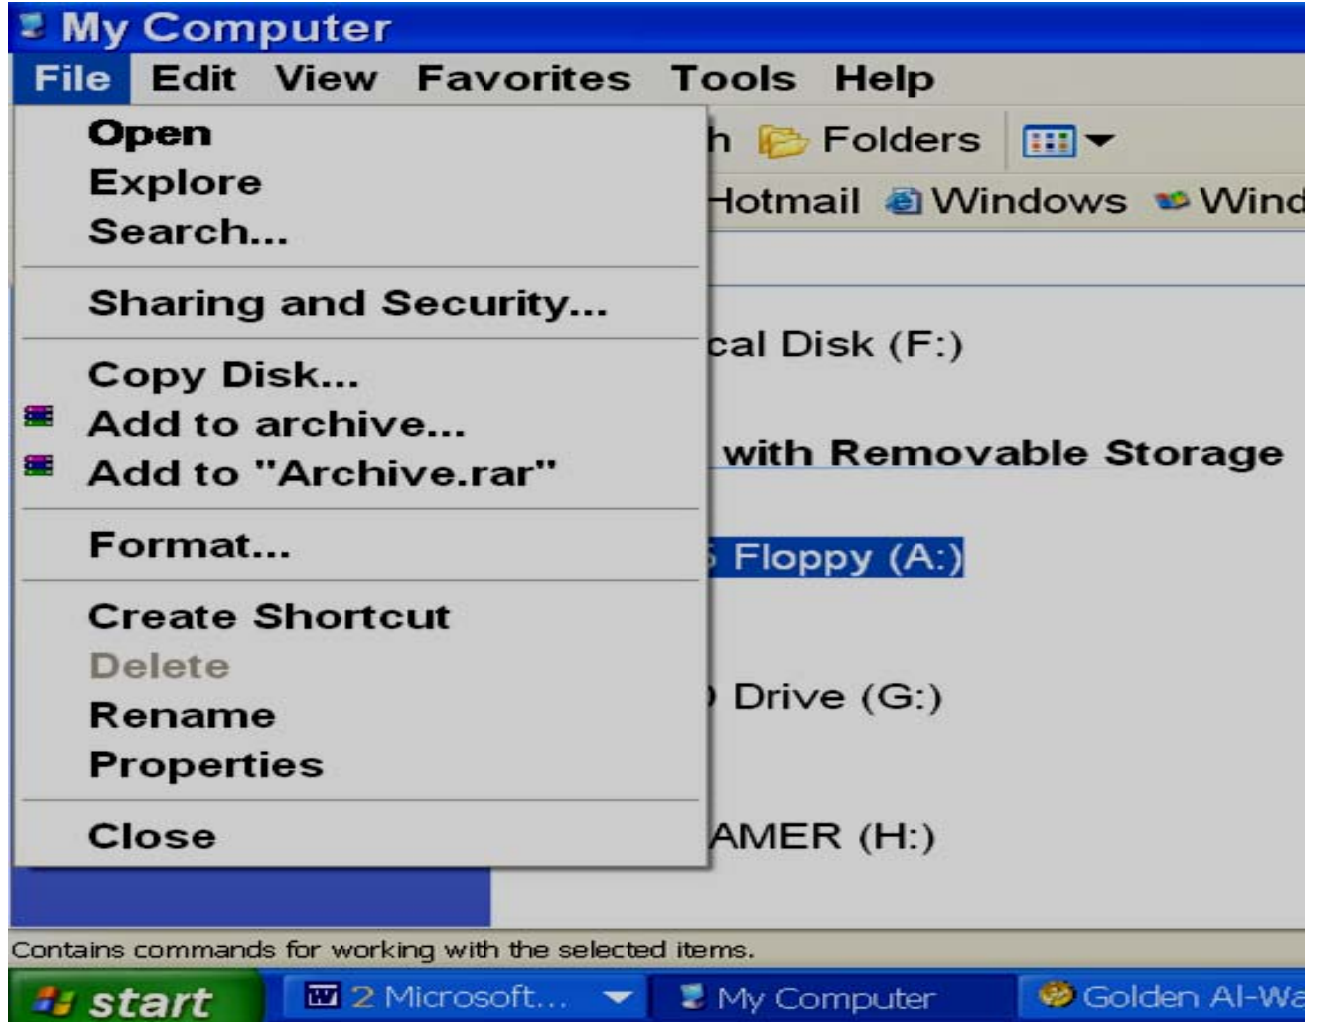 My Computer
File Edit View Favorites Tools Help
Open
Explore
Search...
Sharing and Security...
Copy Disk...
Add to archive...
Add to "Archive.rar"
Format...
Create Shortcut
Delete
Rename
Properties
Close
h Folders
Hotmail Windows Wind
cal Disk (F:)
with Removable Storage
Floppy (A:)
Drive (G:)
AMER (H:)
Contains commands for working with the selected items.
start 2 Microsoft... My Computer Golden Al-Wa